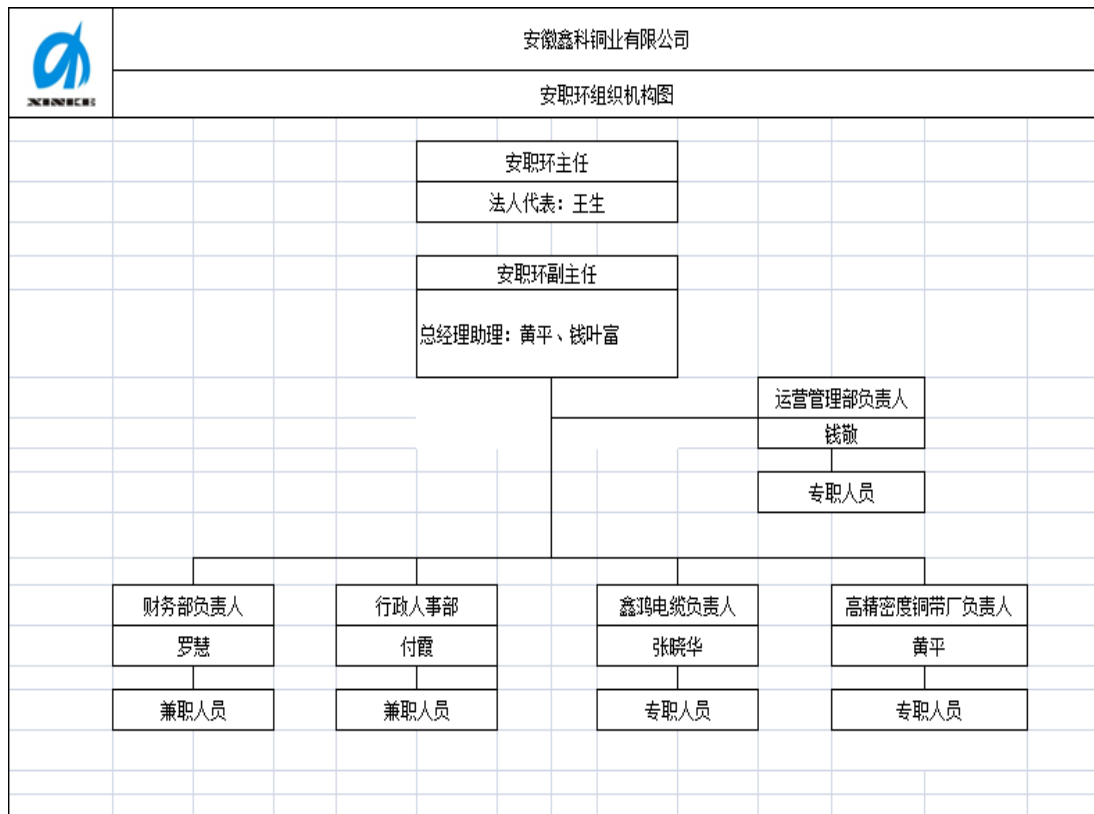 XINKE
安徽鑫科铜业有限公司
安职环组织机构图
安职环主任
法人代表：王生
安职环副主任
总经理助理：黄平、钱叶富
运营管理部负责人
钱敬
专职人员
财务部负责人
行政人事部
鑫鸿电缆负责人
高精密度铜带厂负责人
罗慧
付霞
张晓华
黄平
兼职人员
兼职人员
专职人员
专职人员